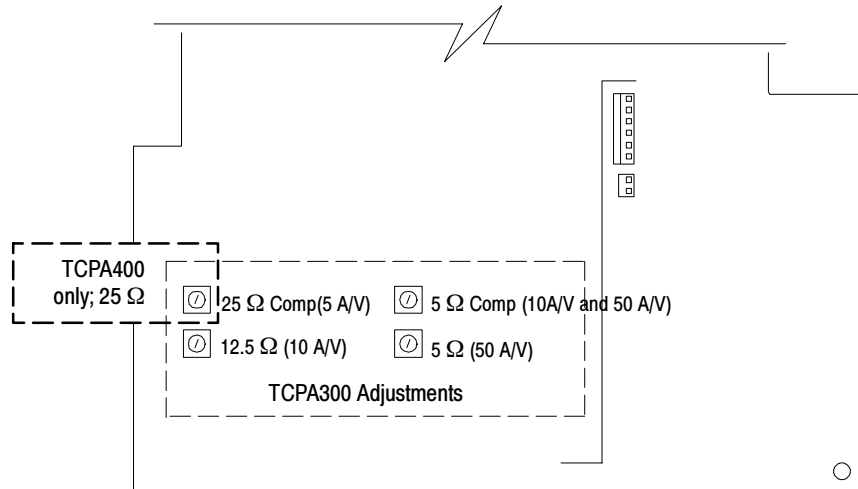 TCPA400
only; 25 Ω
25 Ω Comp(5 A/V)
5 Ω Comp (10A/V and 50 A/V)
12.5 Ω (10 A/V)
5 Ω (50 A/V)
TCPA300 Adjustments